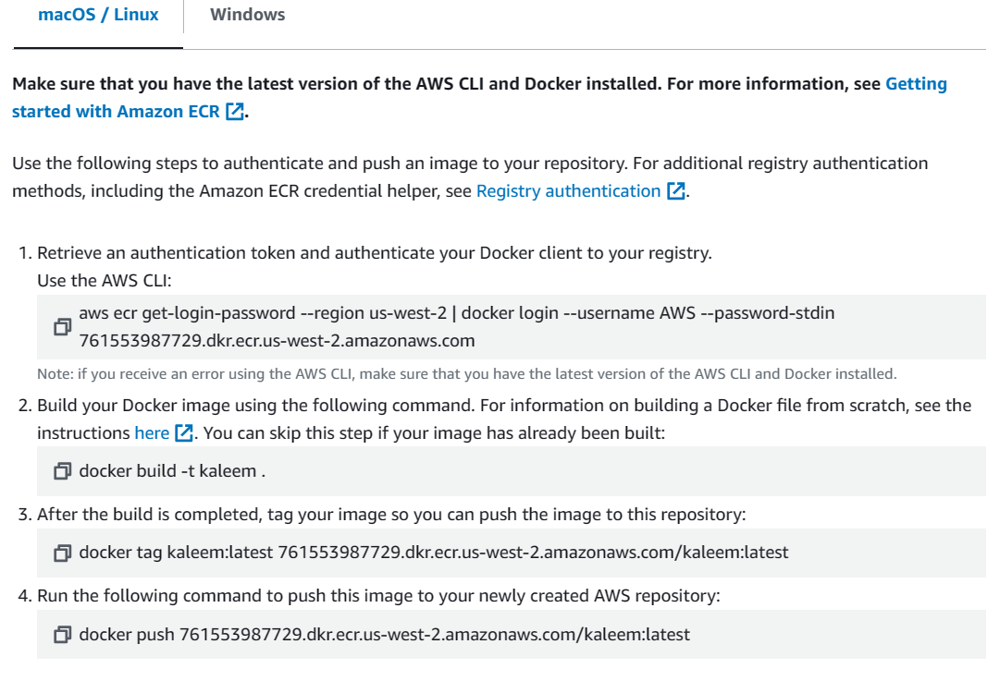 macOS / Linux
Windows
Make sure that you have the latest version of the AWS CLI and Docker installed. For more information, see Getting
started with Amazon ECR.
Use the following steps to authenticate and push an image to your repository. For additional registry authentication
methods, including the Amazon ECR credential helper, see Registry authentication.
1. Retrieve an authentication token and authenticate your Docker client to your registry.
Use the AWS CLI:
aws ecr get-login-password --region us-west-2 | docker login --username AWS --password-stdin
761553987729.dkr.ecr.us-west-2.amazonaws.com
Note: if you receive an error using the AWS CLI, make sure that you have the latest version of the AWS CLI and Docker installed.
2. Build your Docker image using the following command. For information on building a Docker file from scratch, see the
instructions here. You can skip this step if your image has already been built:
docker build -t kaleem .
3. After the build is completed, tag your image so you can push the image to this repository:
docker tag kaleem:latest 761553987729.dkr.ecr.us-west-2.amazonaws.com/kaleem:latest
4. Run the following command to push this image to your newly created AWS repository:
docker push 761553987729.dkr.ecr.us-west-2.amazonaws.com/kaleem:latest